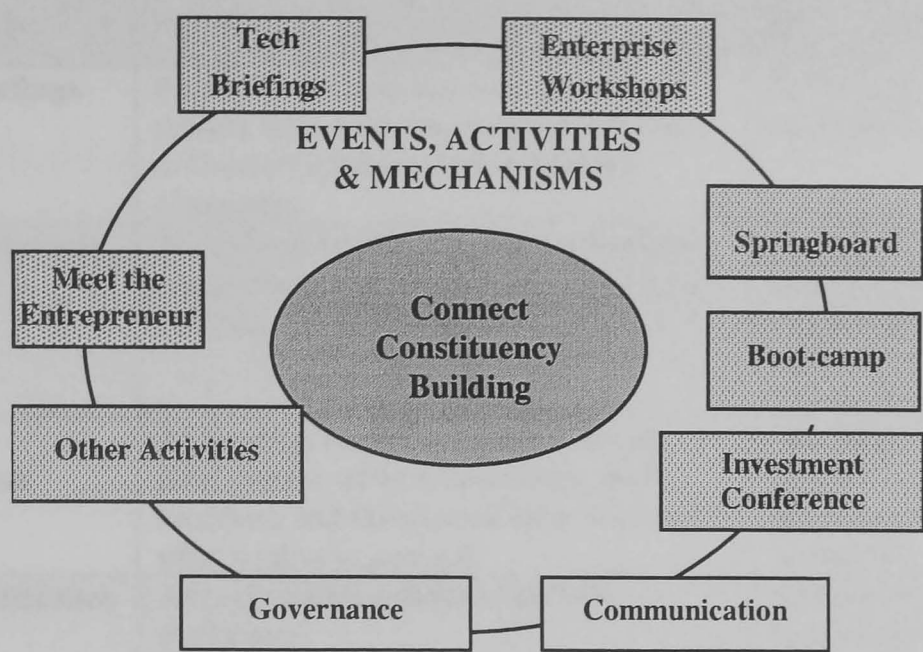 Tech
Briefings
Enterprise
Workshops
EVENTS, ACTIVITIES
& MECHANISMS
Springboard
Meet the
Entrepreneur
Connect
Constituency
Building
Boot-camp
Other Activities
Investment
Conference
Governance
Communication